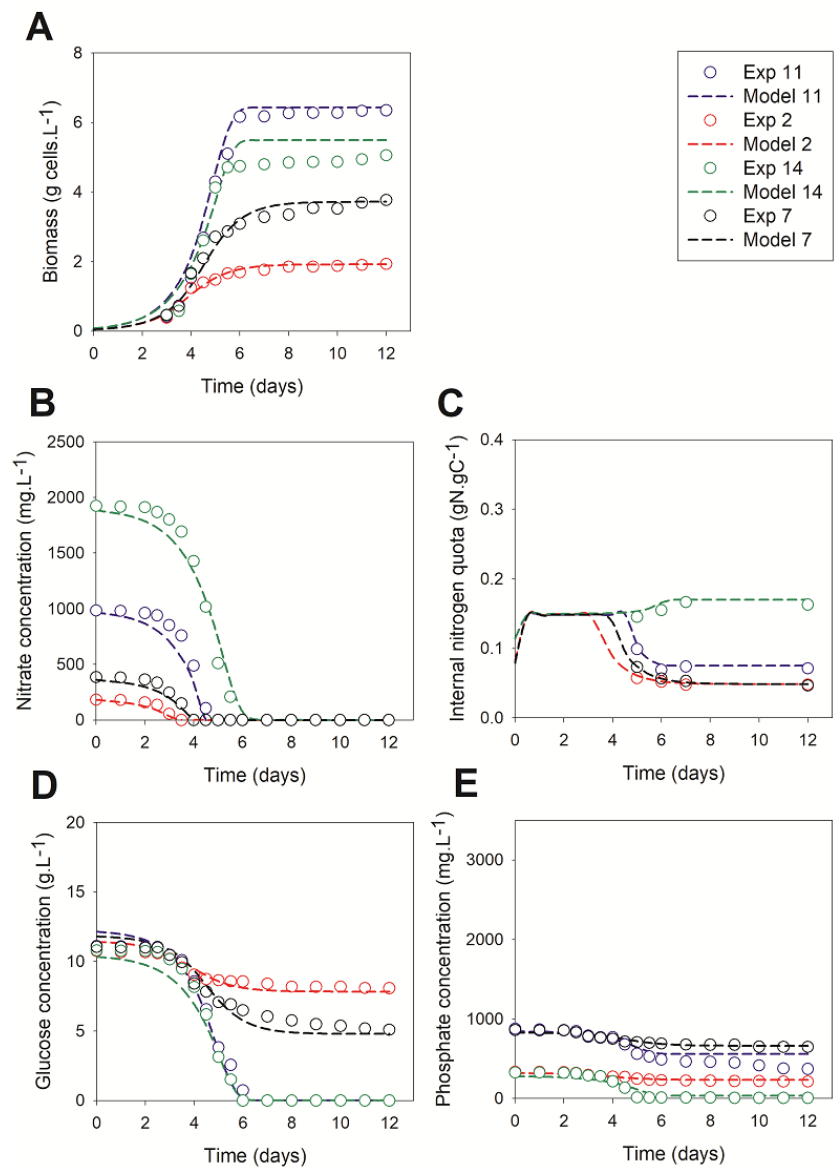 A
8
6
4
2
0
Biomass (g cells.L-1)
0 2 4 6 8 10 12
Time (days)
Exp 11
Model 11
Exp 2
Model 2
Exp 14
Model 14
Exp 7
Model 7
B
2500
2000
1500
1000
500
0
Nitrate concentration (mg.L-1)
0 2 4 6 8 10 12
Time (days)
C
0.4
0.3
0.2
0.1
0.0
Internal nitrogen quota (gN.gC-1)
0 2 4 6 8 10 12
Time (days)
D
20
15
10
5
0
Glucose concentration (g.L-1)
0 2 4 6 8 10 12
Time (days)
E
3000
2000
1000
0
Phosphate concentration (mg.L-1)
0 2 4 6 8 10 12
Time (days)